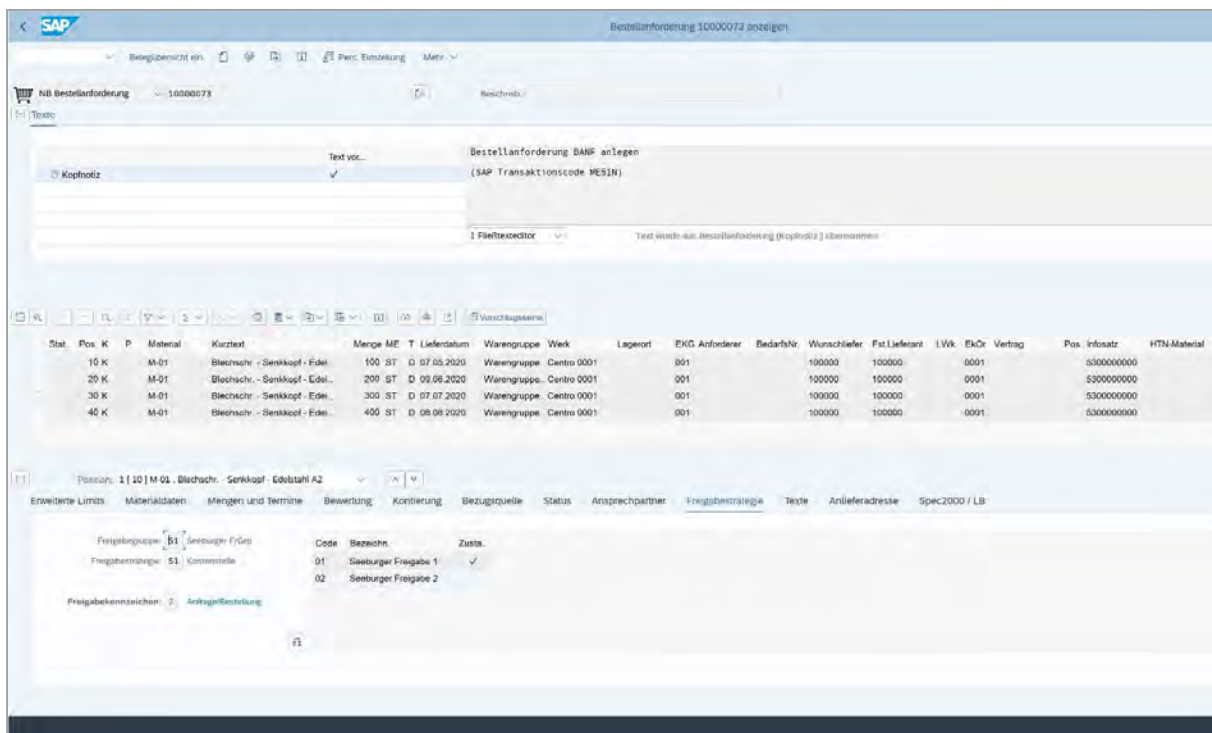 SAP
Bestellanforderung 10000073 anzeigen
Belegübersicht ein Pers. Einstellung Mehr
NB Bestellanforderung 10000073 Beschreib.:
Texte
Text vor...
Kopfnotiz
Bestellanforderung BANF anlegen
(SAP Transaktionscode ME51N)
Fließtexteditor Text wurde aus Bestellanforderung (Kopfnotiz ) übernommen
Vorschlagswerte
Stat. Pos K P Material Kurztext Menge ME T Lieferdatum Warengruppe Werk Lagerort EKG Anforderer BedarfsNr. Wunschliefer Fst.Lieferant LWk EkOr Vertrag Pos Infosatz HTN-Material
10 K M-01 Blechschr. - Senkkopf - Edel... 100 ST D 07.05.2020 Warengruppe Centro 0001 001 100000 100000 0001 5300000000
20 K M-01 Blechschr. - Senkkopf - Edel... 200 ST D 09.06.2020 Warengruppe.. Centro 0001 001 100000 100000 0001 5300000000
30 K M-01 Blechschr. - Senkkopf - Edel... 300 ST D 07.07.2020 Warengruppe Centro 0001 001 100000 100000 0001 5300000000
40 K M-01 Blechschr. - Senkkopf - Edel... 400 ST D 08.08.2020 Warengruppe Centro 0001 001 100000 100000 0001 5300000000
Position: 1 [ 10 ] M-01 , Blechschr. - Senkkopf - Edelstahl A2
Erweiterte Limits Materialdaten Mengen und Termine Bewertung Kontierung Bezugsquelle Status Ansprechpartner Freigabestrategie Texte Anlieferadresse Spec2000 / LB
Freigabegruppe: S1 Seeburger
Code Bezeichn. Zusta...
Freigabestrategie: S1 Kostenstelle
01 Seeburger Freigabe 1
02 Seeburger Freigabe 2
Freigabekennzeichen: Anfrage/Bestellung